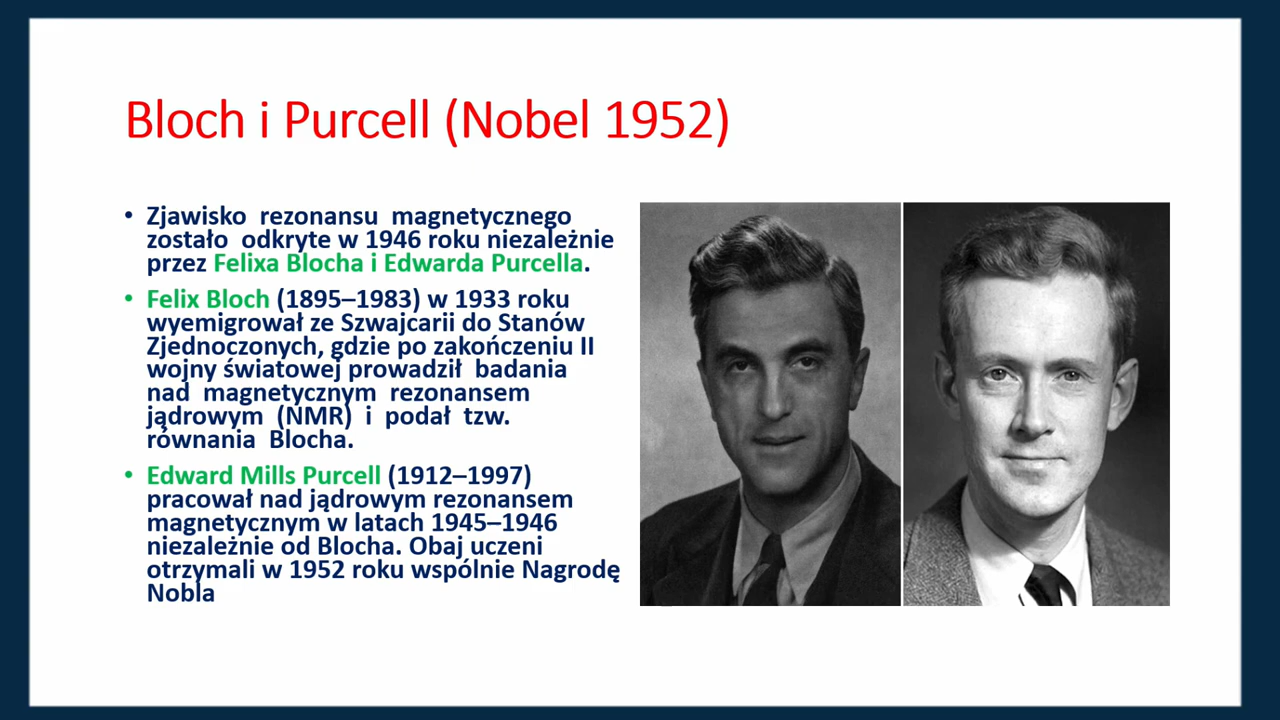 Bloch i Purcell (Nobel 1952)
• Zjawisko rezonansu magnetycznego
zostało odkryte w 1946 roku niezależnie
przez Felixa Blocha i Edwarda Purcella.
• Felix Bloch (1895–1983) w 1933 roku
wyemigrował ze Szwajcarii do Stanów
Zjednoczonych, gdzie po zakończeniu II
wojny światowej prowadził badania
nad magnetycznym rezonansem
jądrowym (NMR) i podał tzw.
równania Blocha.
• Edward Mills Purcell (1912–1997)
pracował nad jądrowym rezonansem
magnetycznym w latach 1945–1946
niezależnie od Blocha. Obaj uczeni
otrzymali w 1952 roku wspólnie Nagrodę
Nobla